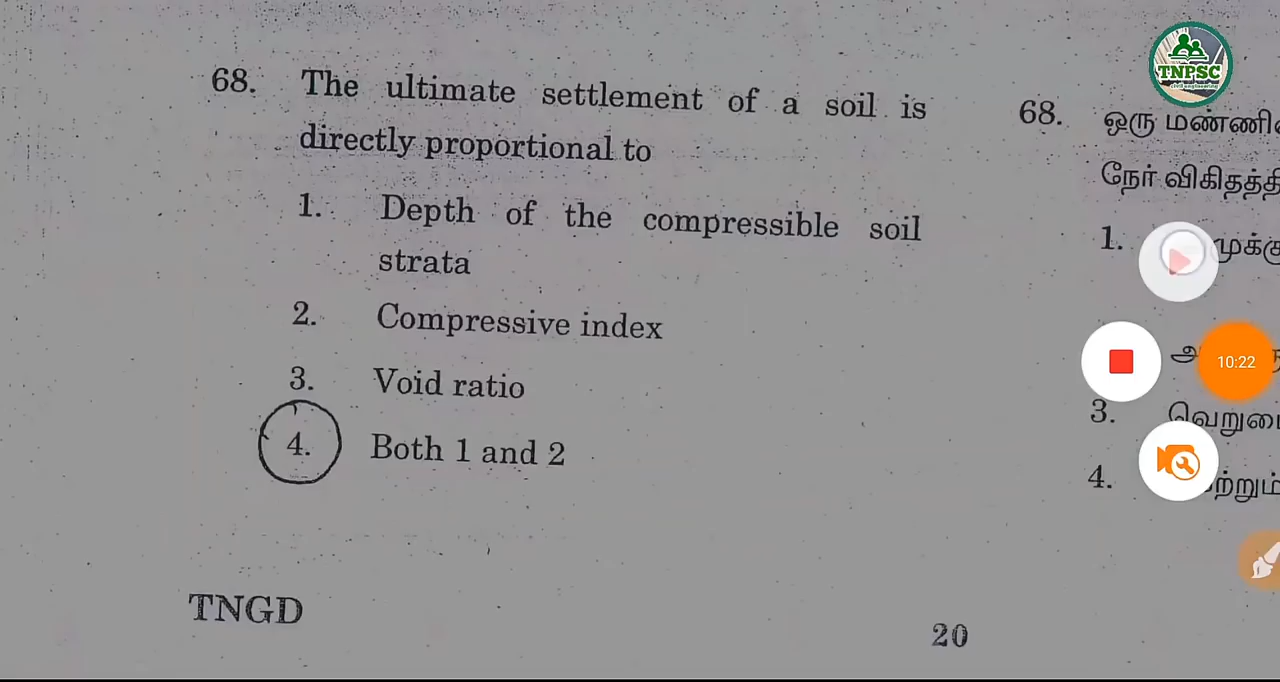 TNPSC
civil engineering
68. The ultimate settlement of a soil is
directly proportional to
1. Depth of the compressible soil
strata
2. Compressive index
3. Void ratio
4. Both 1 and 2
TNGD
20
68. ஒரு
நேர்
1.
10:22
3.
4.